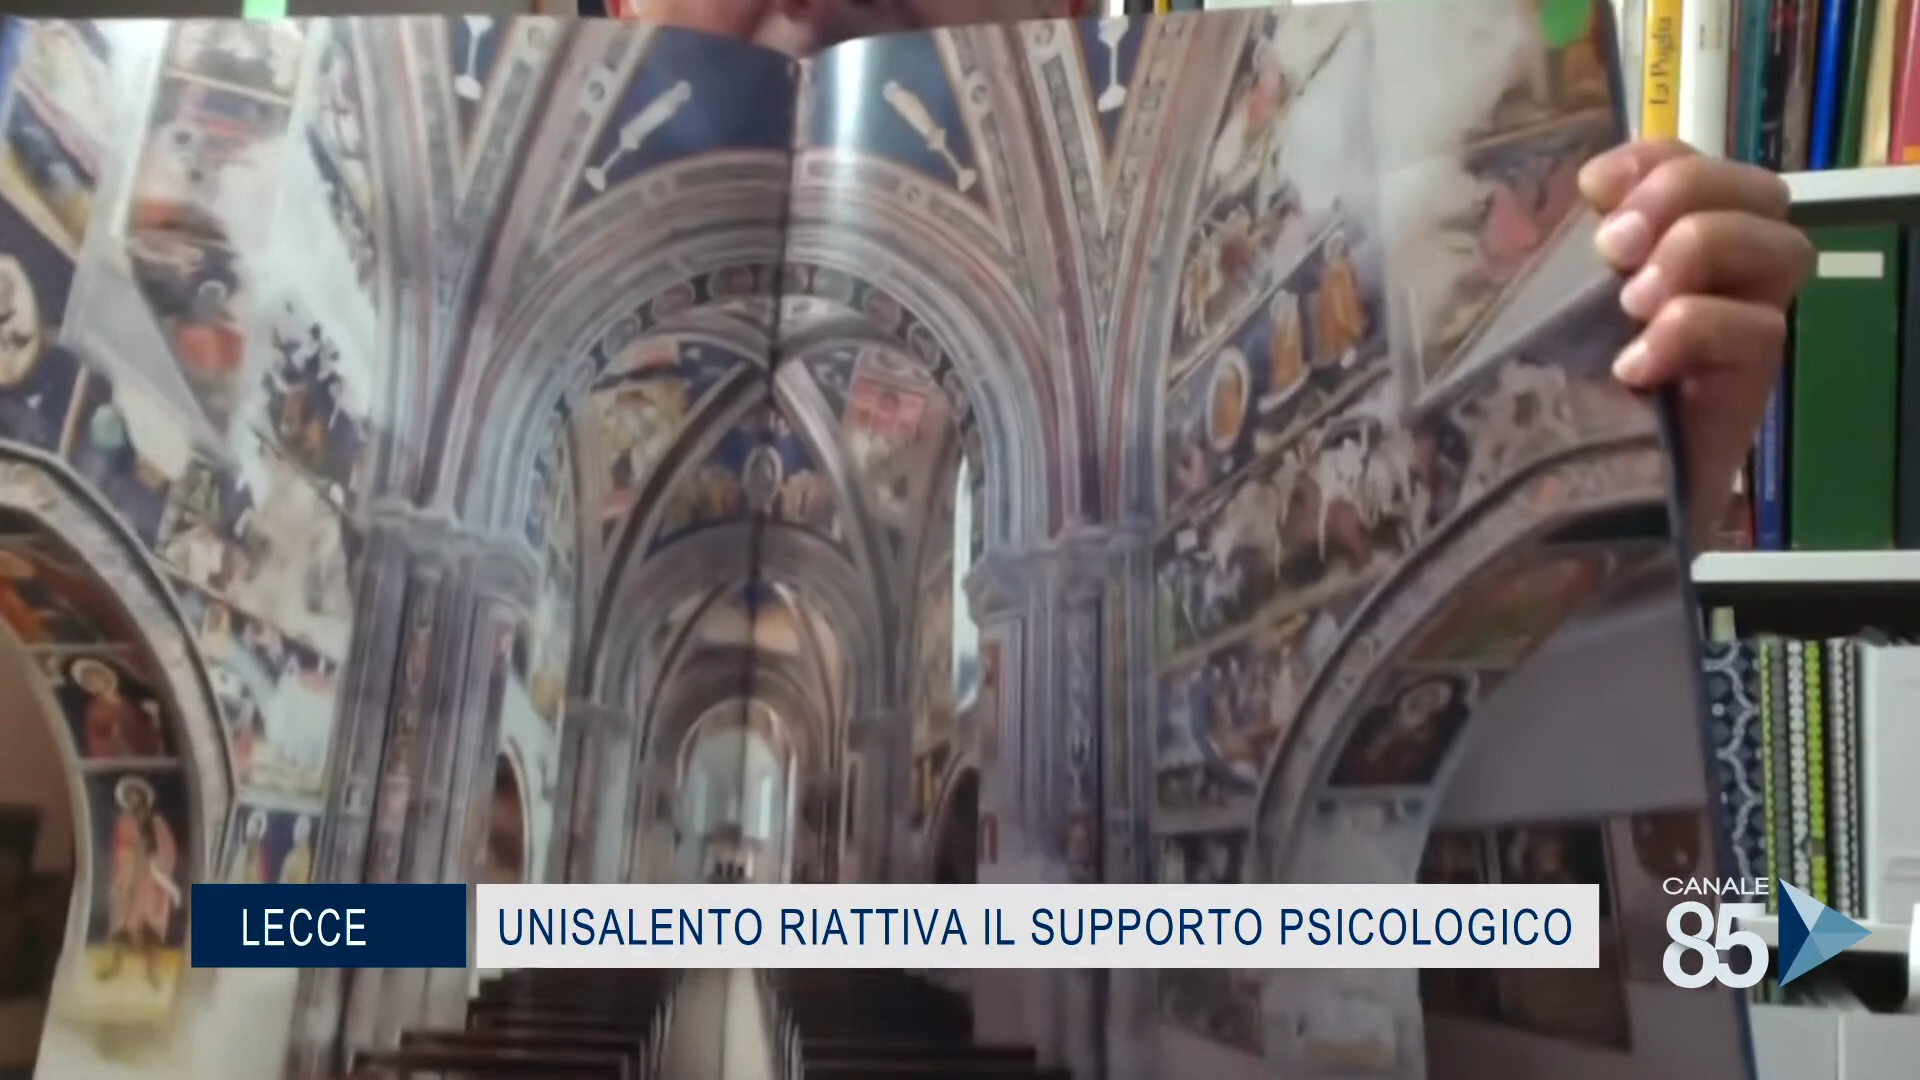 La Puglia
LECCE
UNISALENTO RIATTIVA IL SUPPORTO PSICOLOGICO
CANALE
85